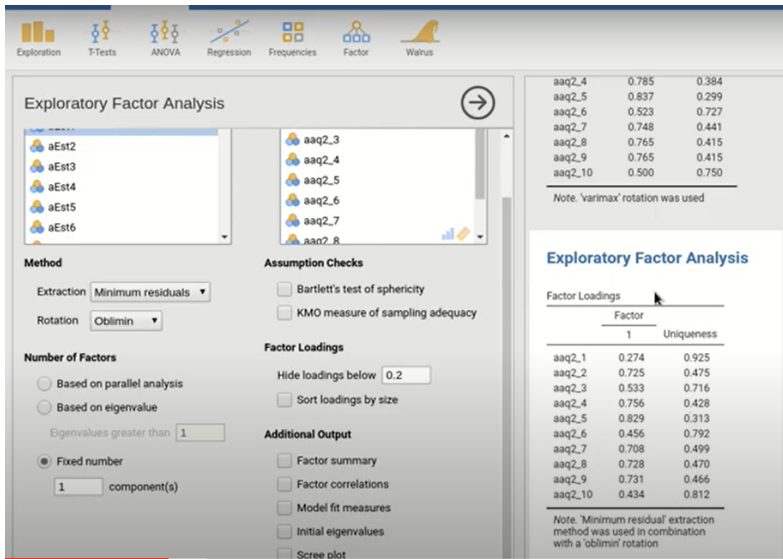 Exploration T-Tests ANOVA Regression Frequencies Factor Walrus
Exploratory Factor Analysis
aEst2
aEst3
aEst4
aEst5
aEst6
aaq2_3
aaq2_4
aaq2_5
aaq2_6
aaq2_7
aaq2_8
Method
Extraction Minimum residuals
Rotation Oblimin
Number of Factors
Based on parallel analysis
Based on eigenvalue
Eigenvalues greater than 1
Fixed number
1 component(s)
Assumption Checks
Bartlett's test of sphericity
KMO measure of sampling adequacy
Factor Loadings
Hide loadings below 0.2
Sort loadings by size
Additional Output
Factor summary
Factor correlations
Model fit measures
Initial eigenvalues
Scree plot
aaq2_4 0.785 0.384
aaq2_5 0.837 0.299
aaq2_6 0.523 0.727
aaq2_7 0.748 0.441
aaq2_8 0.765 0.415
aaq2_9 0.765 0.415
aaq2_10 0.500 0.750
Note. 'varimax' rotation was used
Exploratory Factor Analysis
Factor Loadings
Factor
1 Uniqueness
aaq2_1 0.274 0.925
aaq2_2 0.725 0.475
aaq2_3 0.533 0.716
aaq2_4 0.756 0.428
aaq2_5 0.829 0.313
aaq2_6 0.456 0.792
aaq2_7 0.708 0.499
aaq2_8 0.728 0.470
aaq2_9 0.731 0.466
aaq2_10 0.434 0.812
Note. 'Minimum residual' extraction
method was used in combination
with a 'oblimin' rotation